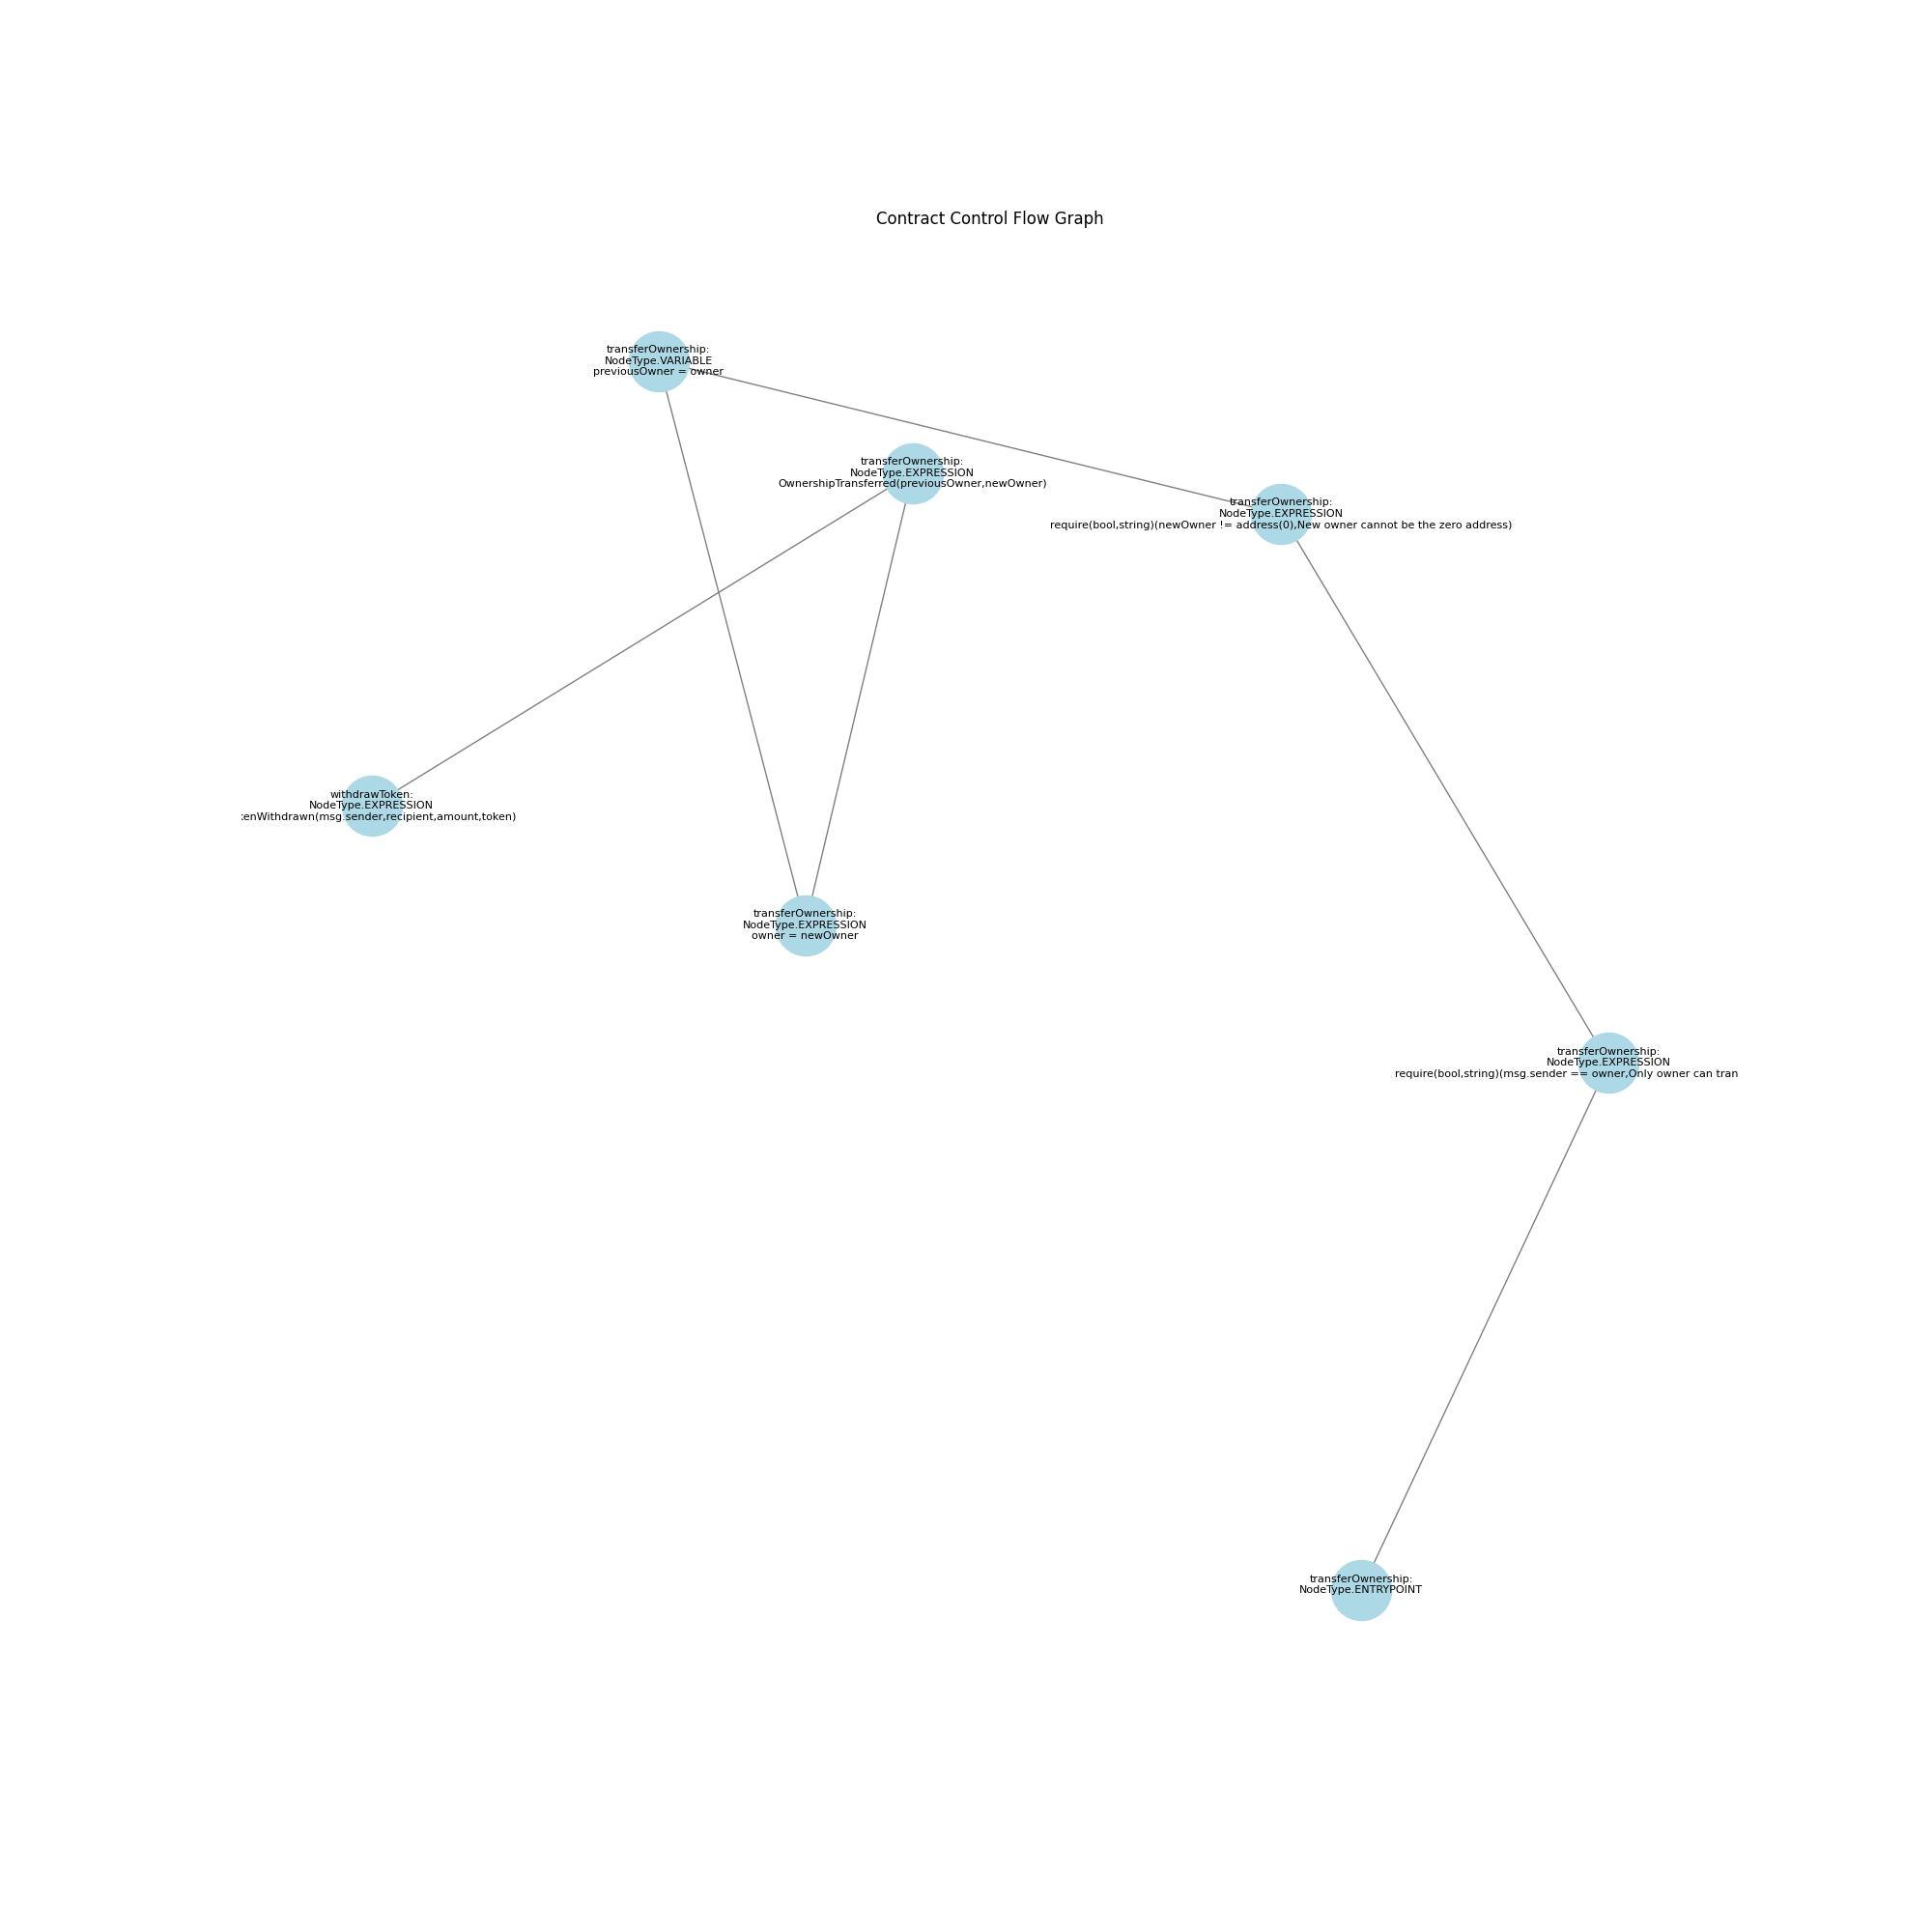 Contract Control Flow Graph
transferOwnership:
NodeType.VARIABLE
previousOwner = owner
transferOwnership:
NodeType.EXPRESSION
OwnershipTransferred(previousOwner,newOwner)
transferOwnership:
NodeType.EXPRESSION
require(bool,string)(newOwner != address(0),New owner cannot be the zero address)
withdrawToken:
NodeType.EXPRESSION
kenWithdrawn(msg.sender,recipient,amount,token)
transferOwnership:
NodeType.EXPRESSION
owner = newOwner
transferOwnership:
NodeType.EXPRESSION
require(bool,string)(msg.sender == owner,Only owner can tran
transferOwnership:
NodeType.ENTRYPOINT